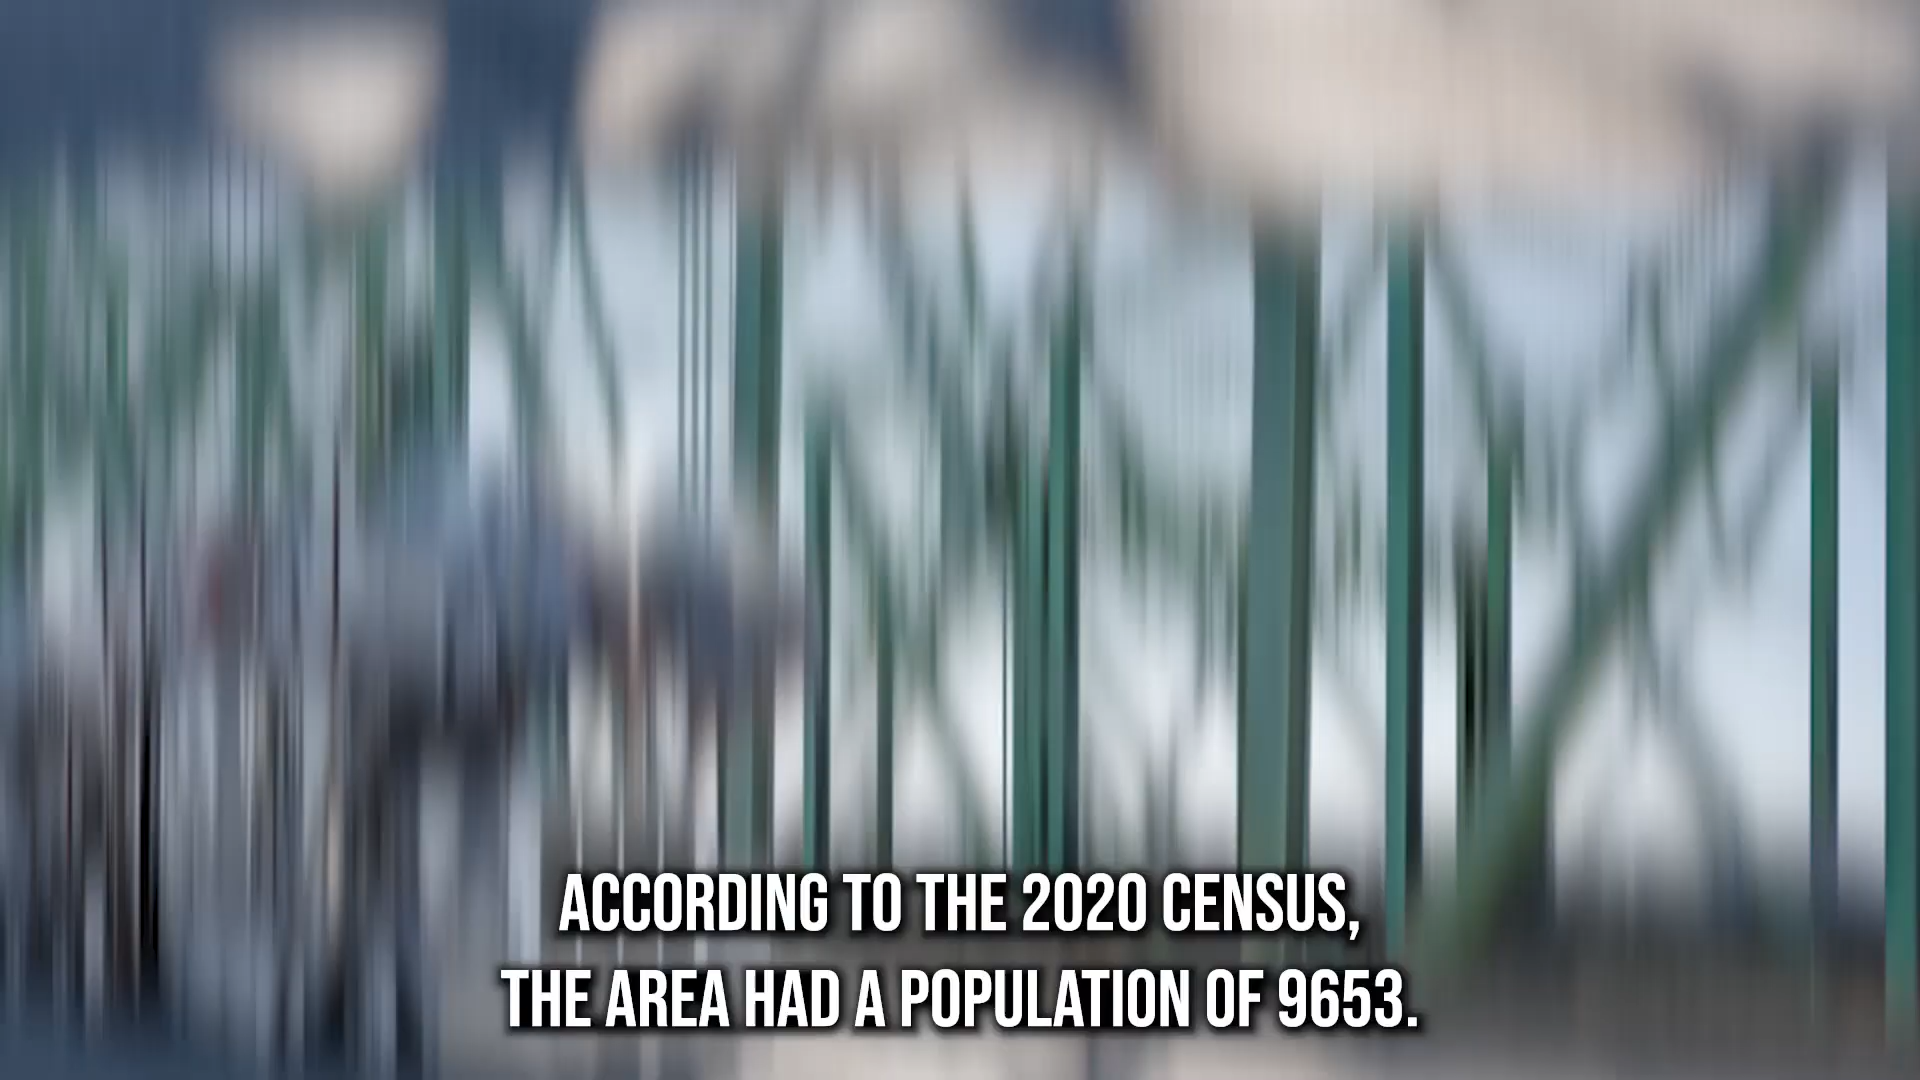 ACCORDING TO THE 2020 CENSUS,
THE AREA HAD A POPULATION OF 9653.